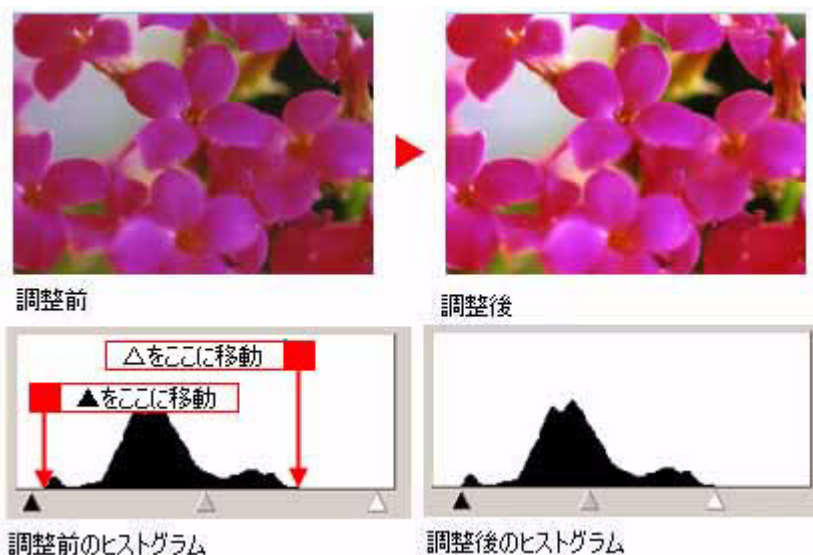 調整前
調整後
△をここに移動
▲をここに移動
調整前のヒストグラム
調整後のヒストグラム